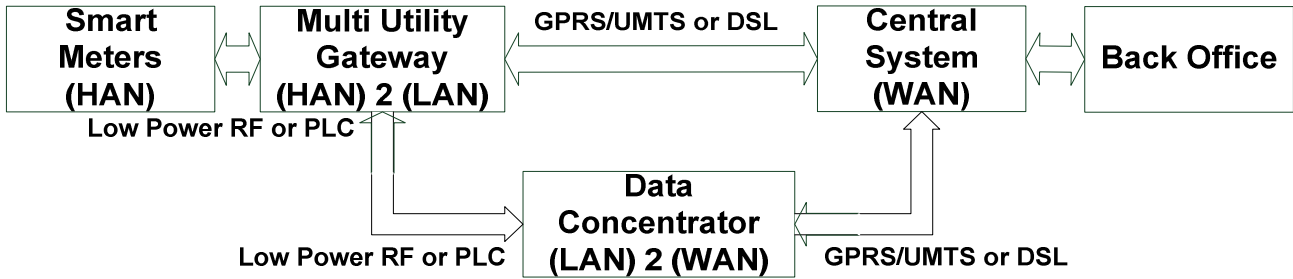 Smart
Meters
(HAN)
Multi Utility
Gateway
(HAN) 2 (LAN)
GPRS/UMTS or DSL
Central
System
(WAN)
Back Office
Low Power RF or PLC
Data
Concentrator
(LAN) 2 (WAN)
Low Power RF or PLC
GPRS/UMTS or DSL